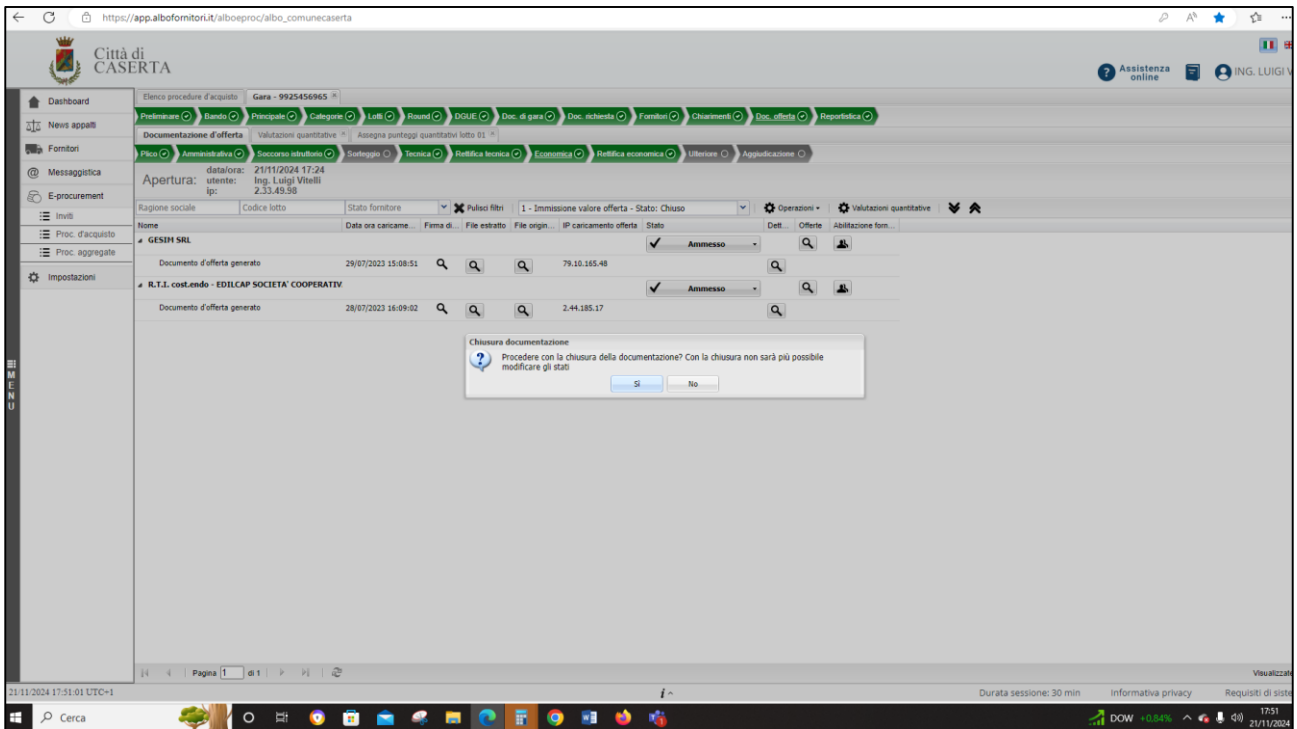 https://app.albofornitori.it/alboeproc/albo_comunecaserta
Città di
CASERTA
Assistenza
online
ING. LUIGI V
Dashboard
News appalti
Fornitori
Messaggistica
E-procurement
Inviti
Proc. d'acquisto
Proc. aggregate
Impostazioni
MENU
Elenco procedure d'acquisto Gara - 9925456965
Preliminare Bando Principale Categorie Lotti Round DGUE Doc. di gara Doc. richiesta Fornitori Chiarimenti Doc. offerta Reportistica
Documentazione d'offerta Valutazioni quantitative Assegna punteggi quantitativi lotto 01
Plico Amministrativa Soccorso istruttorio Sorteggio Tecnica Rettifica tecnica Economica Rettifica economica Ulteriore Aggiudicazione
Apertura: data/ora: 21/11/2024 17:24
utente: Ing. Luigi Vitelli
ip: 2.33.49.98
Ragione sociale Codice lotto Stato fornitore Pulisci filtri 1 - Immissione valore offerta - Stato: Chiuso Operazioni Valutazioni quantitative
Nome Data ora caricame... Firma di... File estratto File origin... IP caricamento offerta Stato Dett... Offerte Abilitazione forn...
GESIM SRL Ammesso
Documento d'offerta generato 29/07/2023 15:08:51 79.10.165.48
R.T.I. cost.endo - EDILCAP SOCIETA' COOPERATIV Ammesso
Documento d'offerta generato 28/07/2023 16:09:02 2.44.185.17
Chiusura documentazione
Procedere con la chiusura della documentazione? Con la chiusura non sarà più possibile
modificare gli stati
Sì No
Pagina 1 di 1 Visualizzate
21/11/2024 17:51:01 UTC+1 Durata sessione: 30 min Informativa privacy Requisiti di siste
Cerca DOW +0,84% 17:51
21/11/2024